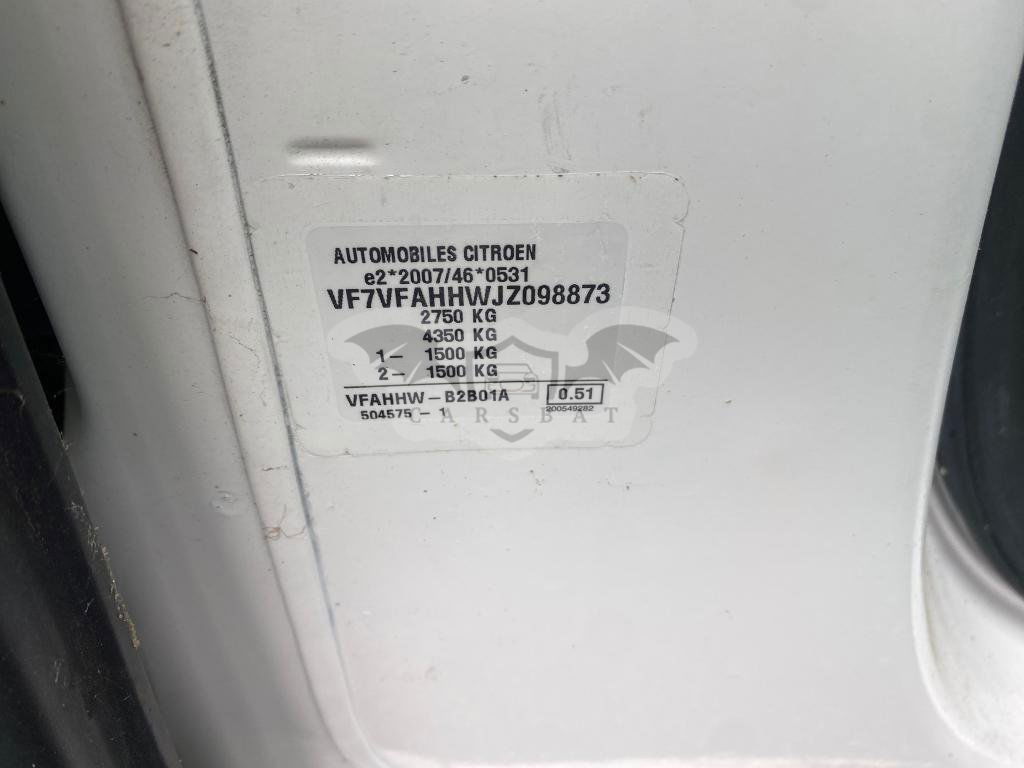 AUTOMOBILES CITROEN
e2*2007/46*0531
VF7VFAHHWJZ098873
2750 KG
4350 KG
1- 1500 KG
2- 1500 KG
VFAHHW-B2B01A 0.51
504575-1 200549282
CARSBAT